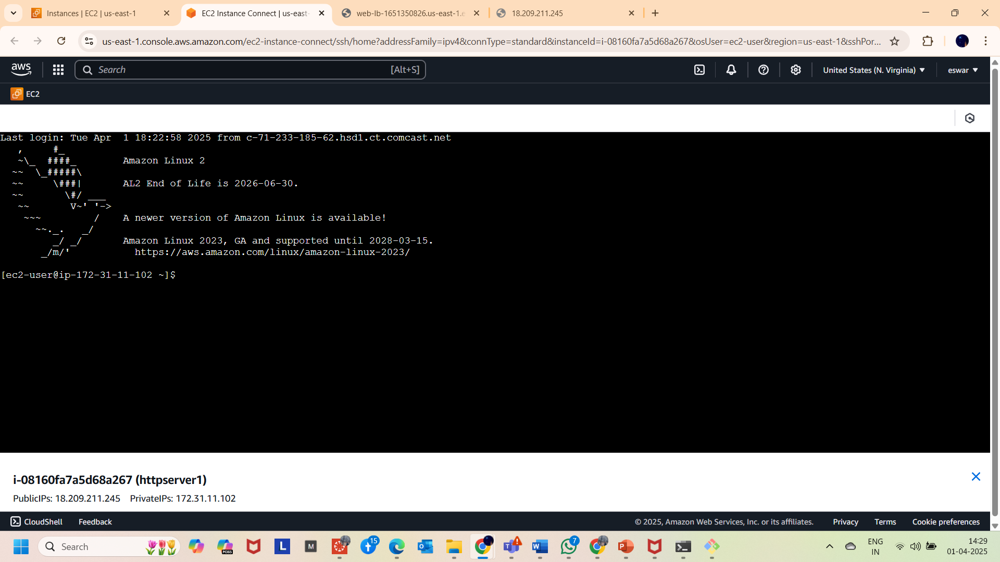 Instances | EC2 | us-east-1
EC2 Instance Connect | us-east-
web-lb-1651350826.us-east-1.e
18.209.211.245
us-east-1.console.aws.amazon.com/ec2-instance-connect/ssh/home?addressFamily=ipv4&connType=standard&instanceId=i-08160fa7a5d68a267&osUser=ec2-user&region=us-east-1&sshPor...
aws
Search
[Alt+S]
United States (N. Virginia)
eswar
EC2
Last login: Tue Apr  1 18:22:58 2025 from c-71-233-185-62.hsd1.ct.comcast.net
   ,     #_
   ~\_  ####_        Amazon Linux 2
  ~~  \_#####\
  ~~     \###|       AL2 End of Life is 2026-06-30.
  ~~       \#/ ___
   ~~       V~' '->
    ~~~         /    A newer version of Amazon Linux is available!
      ~~._.   _/
         _/ _/       Amazon Linux 2023, GA and supported until 2028-03-15.
       _/m/'           https://aws.amazon.com/linux/amazon-linux-2023/
[ec2-user@ip-172-31-11-102 ~]$
i-08160fa7a5d68a267 (httpserver1)
PublicIPs: 18.209.211.245    PrivateIPs: 172.31.11.102
CloudShell
Feedback
© 2025, Amazon Web Services, Inc. or its affiliates.
Privacy
Terms
Cookie preferences
Search
M365
L
M
15
T
W
7
P
ENG
IN
14:29
01-04-2025